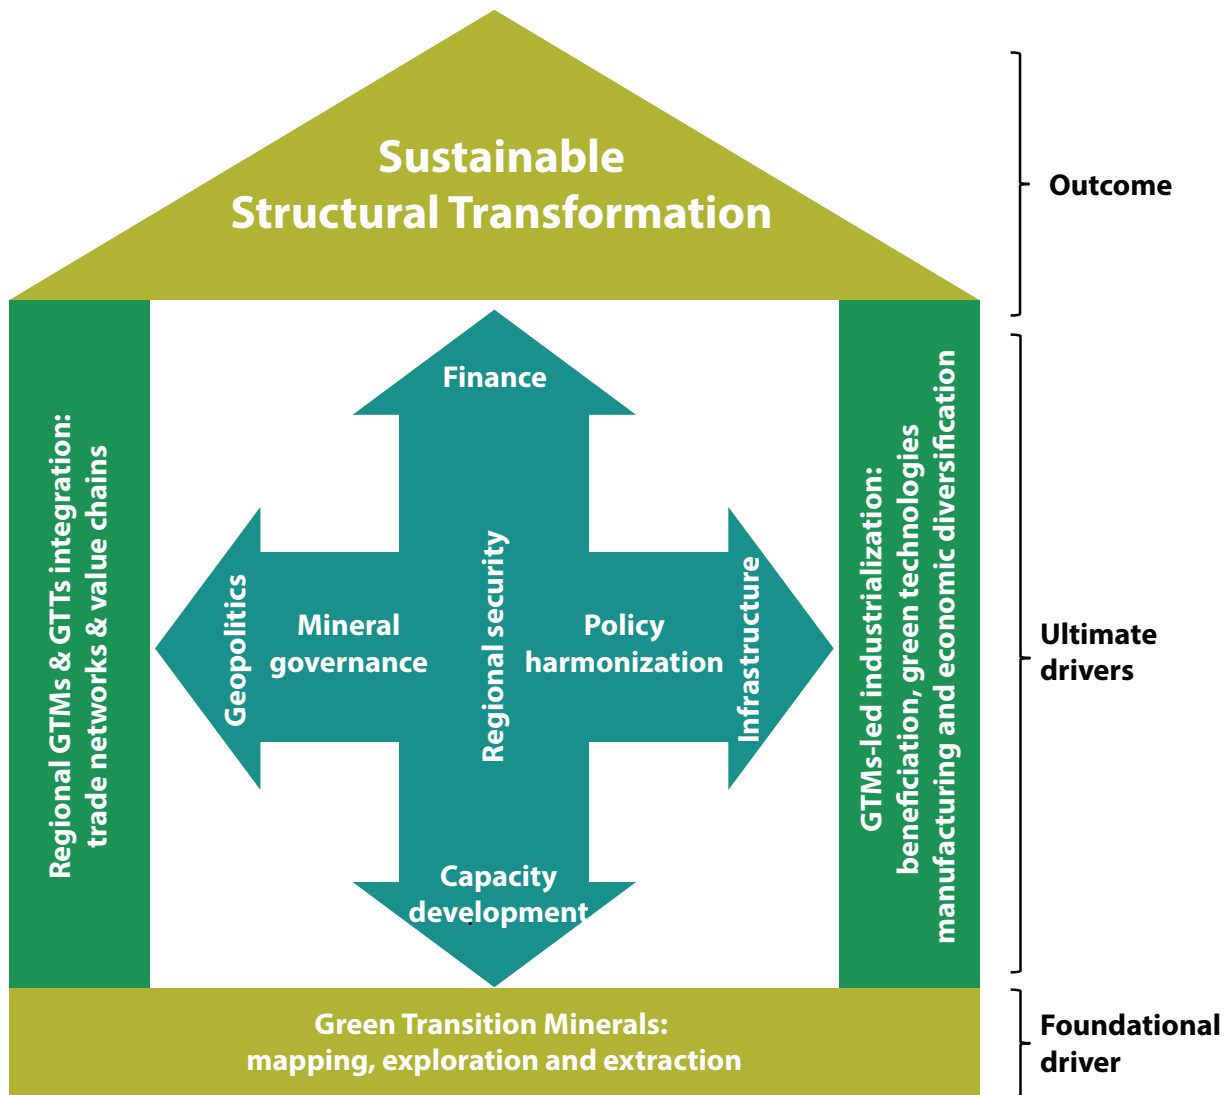 Sustainable
Structural Transformation
Outcome
Regional GTMs & GTTs integration:
trade networks & value chains
Finance
Geopolitics
Mineral
governance
Regional security
Policy
harmonization
Infrastructure
Capacity
development
GTMs-led industrialization:
beneficiation, green technologies
manufacturing and economic diversification
Ultimate
drivers
Green Transition Minerals:
mapping, exploration and extraction
Foundational
driver